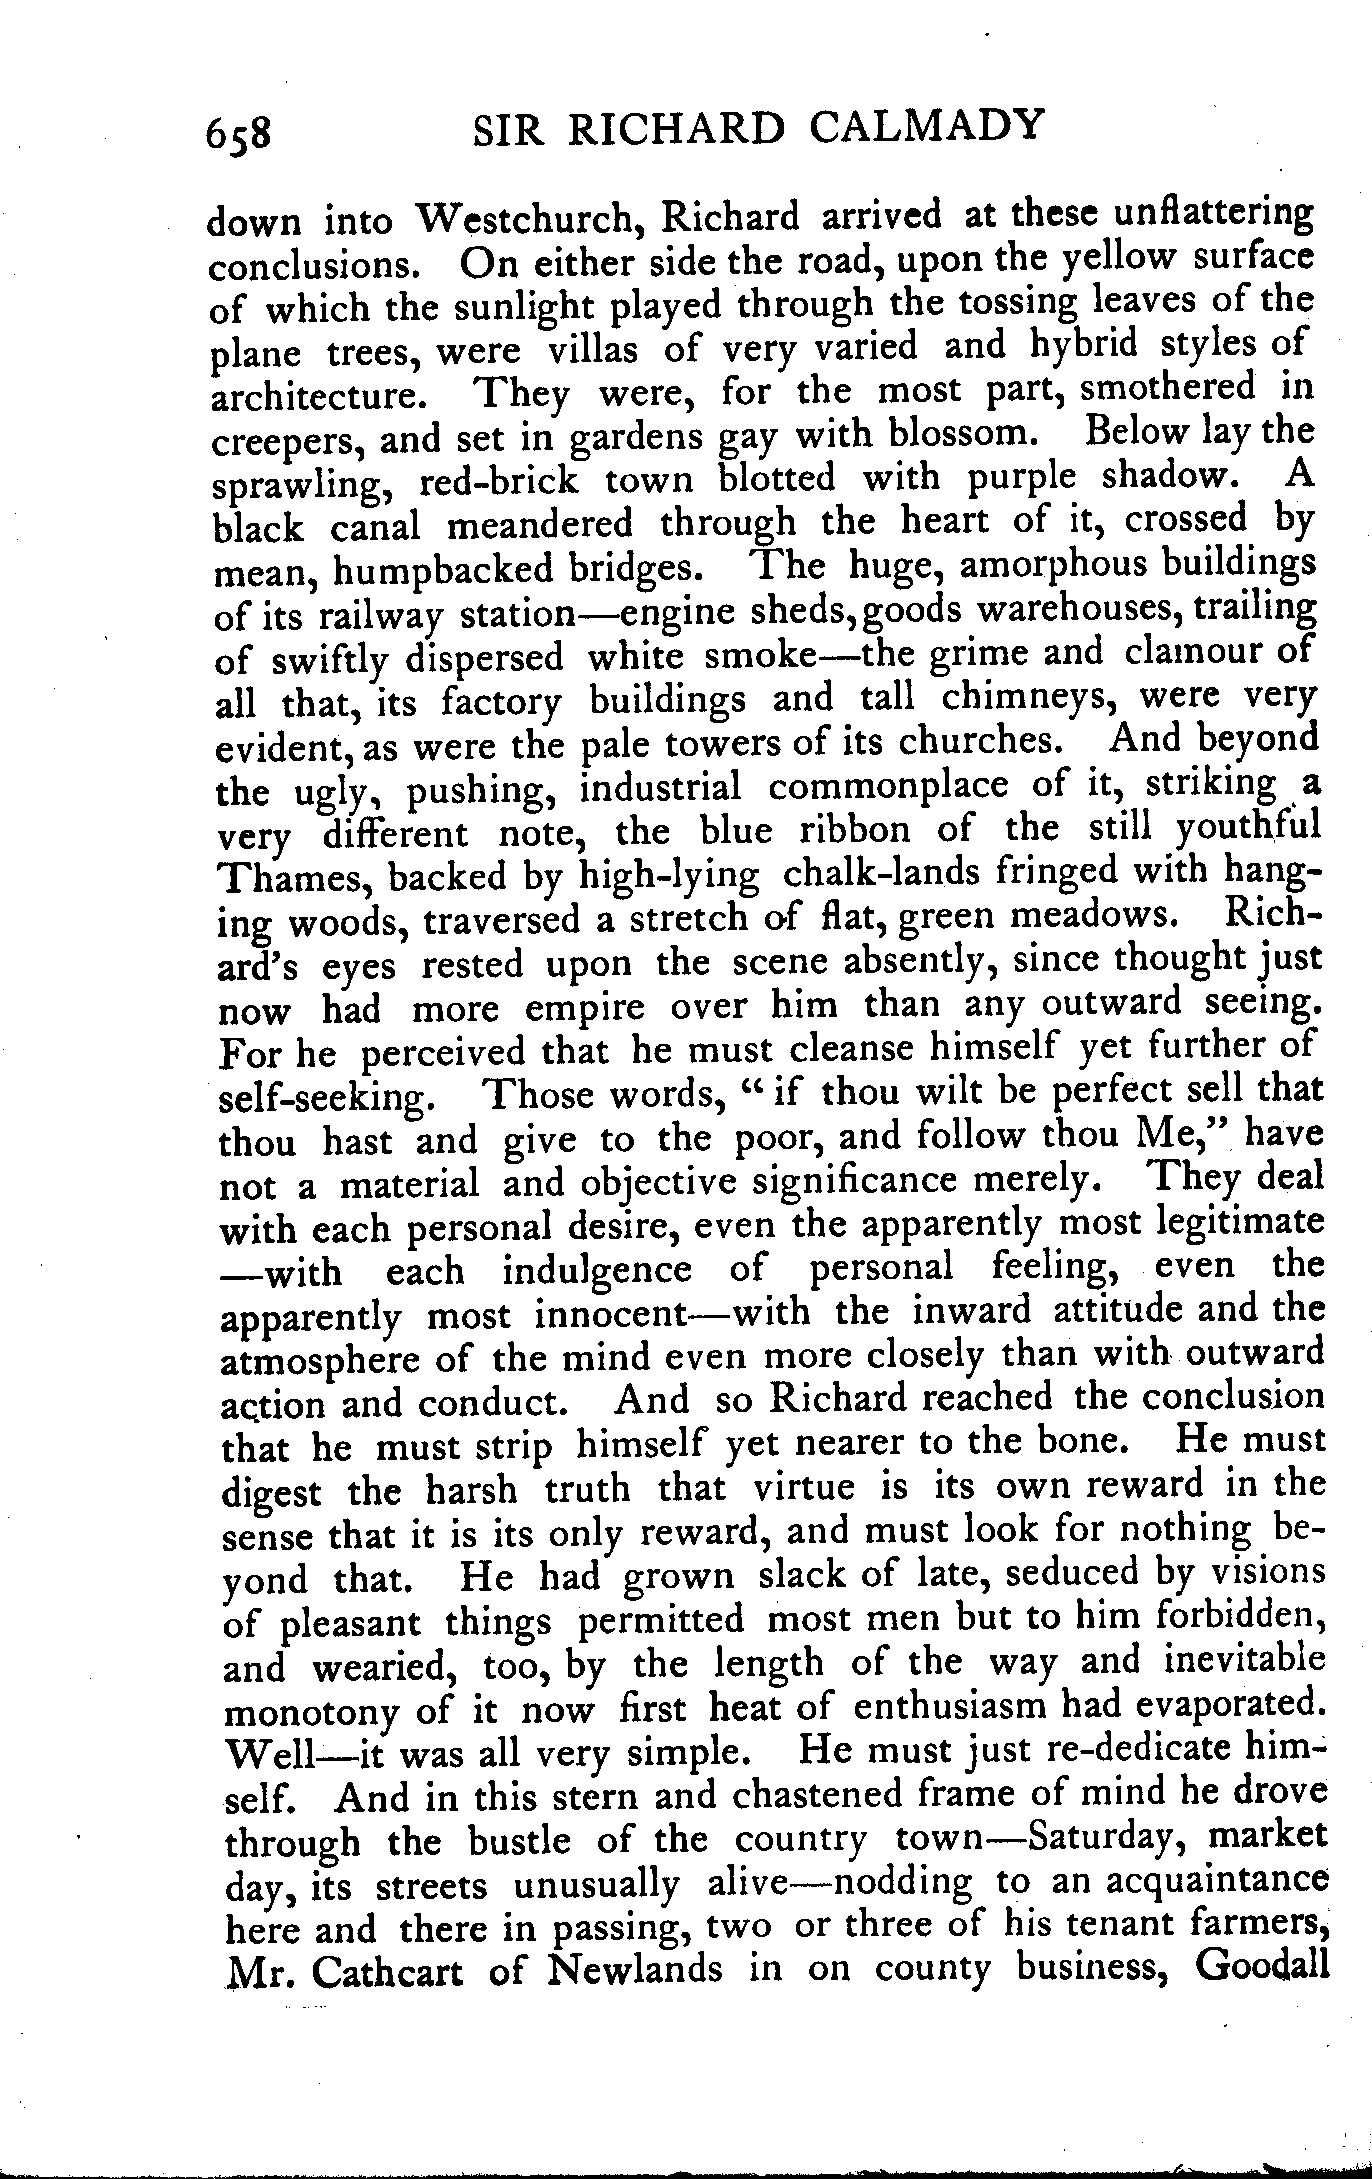 658 SIR RICHARD CALMADY
down into Westchurch, Richard arrived at these unflattering
conclusions. On either side the road, upon the yellow surface
of which the sunlight played through the tossing leaves of the
plane trees, were villas of very varied and hybrid styles of
architecture. They were, for the most part, smothered in
creepers, and set in gardens gay with blossom. Below lay the
sprawling, red-brick town blotted with purple shadow. A
black canal meandered through the heart of it, crossed by
mean, humpbacked bridges. The huge, amorphous buildings
of its railway station—engine sheds, goods warehouses, trailing
of swiftly dispersed white smoke—the grime and clamour of
all that, its factory buildings and tall chimneys, were very
evident, as were the pale towers of its churches. And beyond
the ugly, pushing, industrial commonplace of it, striking a
very different note, the blue ribbon of the still youthful
Thames, backed by high-lying chalk-lands fringed with hang-
ing woods, traversed a stretch of flat, green meadows. Rich-
ard's eyes rested upon the scene absently, since thought just
now had more empire over him than any outward seeing.
For he perceived that he must cleanse himself yet further of
self-seeking. Those words, “if thou wilt be perfect sell that
thou hast and give to the poor, and follow thou Me,” have
not a material and objective significance merely. They deal
with each personal desire, even the apparently most legitimate
—with each indulgence of personal feeling, even the
apparently most innocent—with the inward attitude and the
atmosphere of the mind even more closely than with outward
action and conduct. And so Richard reached the conclusion
that he must strip himself yet nearer to the bone. He must
digest the harsh truth that virtue is its own reward in the
sense that it is its only reward, and must look for nothing be-
yond that. He had grown slack of late, seduced by visions
of pleasant things permitted most men but to him forbidden,
and wearied, too, by the length of the way and inevitable
monotony of it now first heat of enthusiasm had evaporated.
Well—it was all very simple. He must just re-dedicate him-
self. And in this stern and chastened frame of mind he drove
through the bustle of the country town—Saturday, market
day, its streets unusually alive—nodding to an acquaintance
here and there in passing, two or three of his tenant farmers,
Mr. Cathcart of Newlands in on county business, Goodall